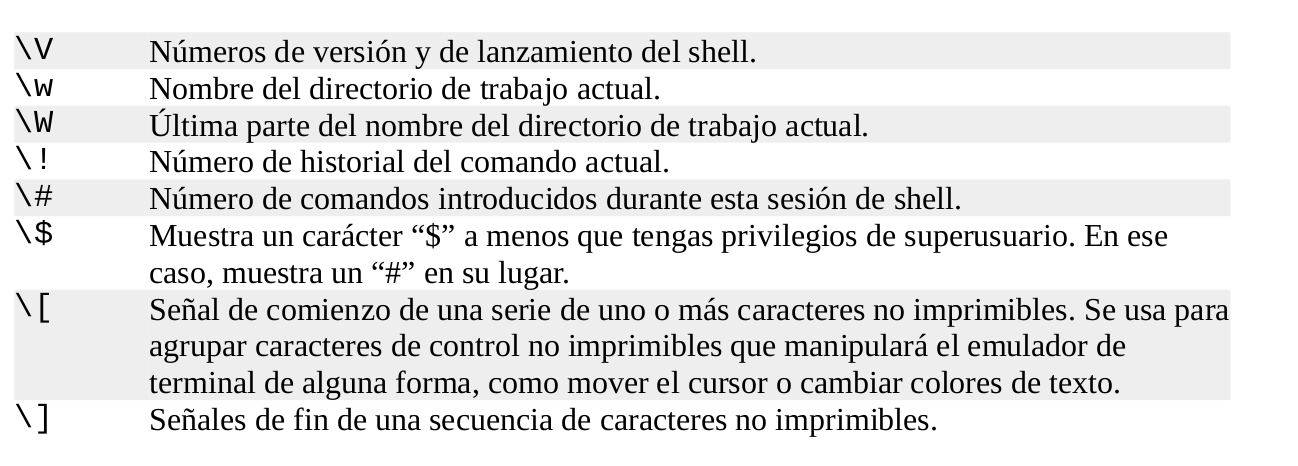 \V Números de versión y de lanzamiento del shell.
\w Nombre del directorio de trabajo actual.
\W Última parte del nombre del directorio de trabajo actual.
\! Número de historial del comando actual.
\# Número de comandos introducidos durante esta sesión de shell.
\$ Muestra un carácter “$” a menos que tengas privilegios de superusuario. En ese
caso, muestra un “#” en su lugar.
\[ Señal de comienzo de una serie de uno o más caracteres no imprimibles. Se usa para
agrupar caracteres de control no imprimibles que manipulará el emulador de
terminal de alguna forma, como mover el cursor o cambiar colores de texto.
\] Señales de fin de una secuencia de caracteres no imprimibles.